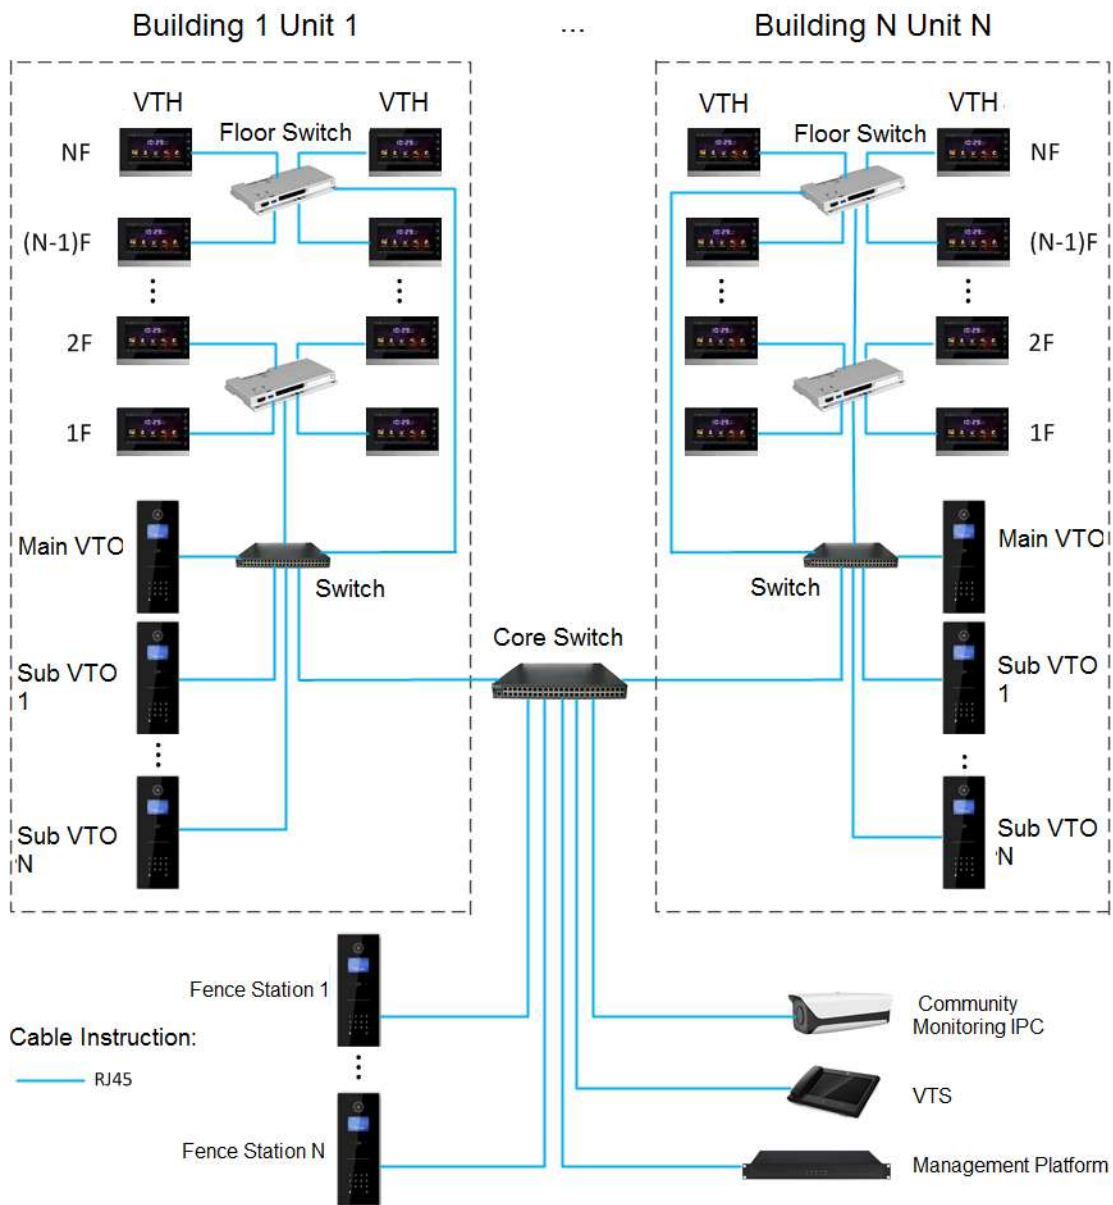 Building 1 Unit 1
...
Building N Unit N
VTH
VTH
Floor Switch
NF
(N-1)F
2F
1F
Main VTO
Switch
Sub VTO
1
Sub VTO
N
VTH
VTH
Floor Switch
NF
(N-1)F
2F
1F
Main VTO
Switch
Sub VTO
1
Sub VTO
N
Core Switch
Fence Station 1
Cable Instruction:
RJ45
Fence Station N
Community
Monitoring IPC
VTS
Management Platform